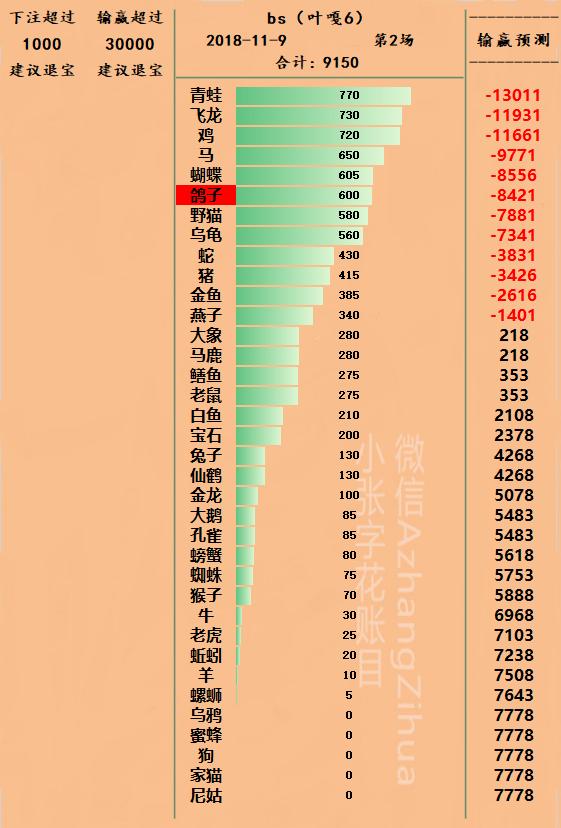 下注超过 输赢超过
1000 30000
建议退宝 建议退宝
bs（叶嘎6）
2018-11-9 第2场
合计：9150
输赢预测
青蛙 770 -13011
飞龙 730 -11931
鸡 720 -11661
马 650 -9771
蝴蝶 605 -8556
鸽子 600 -8421
野猫 580 -7881
乌龟 560 -7341
蛇 430 -3831
猪 415 -3426
金鱼 385 -2616
燕子 340 -1401
大象 280 218
马鹿 280 218
鳝鱼 275 353
老鼠 275 353
白鱼 210 2108
宝石 200 2378
兔子 130 4268
仙鹤 130 4268
金龙 100 5078
大鹅 85 5483
孔雀 85 5483
螃蟹 80 5618
蜘蛛 75 5753
猴子 70 5888
牛 30 6968
老虎 25 7103
蚯蚓 20 7238
羊 10 7508
螺蛳 5 7643
乌鸦 0 7778
蜜蜂 0 7778
狗 0 7778
家猫 0 7778
尼姑 0 7778
微信AzhangZihua
小张字花账目